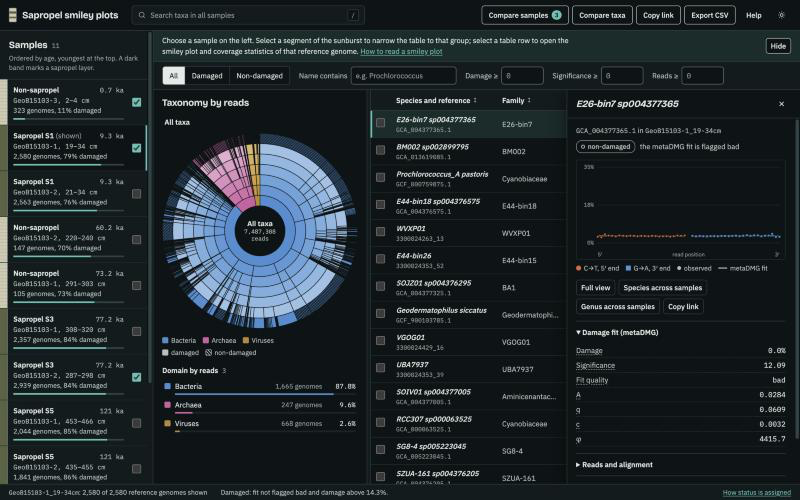 Sapropel smiley plots
Search taxa in all samples
/
Compare samples 3
Compare taxa
Copy link
Export CSV
Help
Samples 11
Ordered by age, youngest at the top. A dark
band marks a sapropel layer.
Non-sapropel 0.7 ka
GeoB15103-3, 2–4 cm
323 genomes, 11% damaged
Sapropel S1 (shown) 9.3 ka
GeoB15103-1, 19–34 cm
2,580 genomes, 79% damaged
Sapropel S1 9.3 ka
GeoB15103-2, 21–34 cm
2,563 genomes, 76% damaged
Non-sapropel 60.2 ka
GeoB15103-2, 220–240 cm
147 genomes, 70% damaged
Non-sapropel 73.2 ka
GeoB15103-1, 291–303 cm
105 genomes, 73% damaged
Sapropel S3 77.2 ka
GeoB15103-1, 308–320 cm
2,357 genomes, 84% damaged
Sapropel S3 77.2 ka
GeoB15103-2, 287–298 cm
2,939 genomes, 84% damaged
Sapropel S5 121 ka
GeoB15103-1, 453–466 cm
2,044 genomes, 85% damaged
Sapropel S5 121 ka
GeoB15103-2, 435–455 cm
1,841 genomes, 86% damaged
Choose a sample on the left. Select a segment of the sunburst to narrow the table to that group; select a table row to open the
smiley plot and coverage statistics of that reference genome. How to read a smiley plot
Hide
All
Damaged
Non-damaged
Name contains
e.g. Prochlorococcus
Damage ≥ 0
Significance ≥ 0
Reads ≥ 0
Taxonomy by reads
All taxa
All taxa
7,487,308
reads
Bacteria
Archaea
Viruses
damaged
non-damaged
Domain by reads 3
Bacteria 1,665 genomes 87.8%
Archaea 247 genomes 9.6%
Viruses 668 genomes 2.6%
Species and reference
Family
E26-bin7 sp004377365
GCA_004377365.1
E26-bin7
BM002 sp002899795
GCA_013619085.1
BM002
Prochlorococcus_A pastoris
GCF_000759875.1
Cyanobiaceae
E44-bin18 sp004376575
GCA_004376575.1
E44-bin18
WVXP01
3300024263_13
WVXP01
E44-bin26
3300024353_52
E44-bin15
SOJZ01 sp004376295
GCA_004377325.1
BA1
Geodermatophilus siccatus
GCF_900103785.1
Geodermatophi…
VGOG01
3300024429_16
VGOG01
UBA7937
3300024353_39
UBA7937
SOIV01 sp004377005
GCA_004377005.1
Aminicenantac…
RCC307 sp000063525
GCA_000063525.1
Cyanobiaceae
SG8-4 sp005223045
GCA_005223045.1
SG8-4
SZUA-161 sp004376205
GCA_004376205.1
SZUA-161
E26-bin7 sp004377365
GCA_004377365.1 in GeoB15103-1_19-34cm
non-damaged
the metaDMG fit is flagged bad
35%
18%
0%
5'
read position
3'
C→T, 5' end
G→A, 3' end
observed
metaDMG fit
Full view
Species across samples
Genus across samples
Copy link
Damage fit (metaDMG)
Damage 0.0%
Significance 12.09
Fit quality bad
A 0.0284
q 0.0609
c 0.0032
φ 4415.7
Reads and alignment
GeoB15103-1_19-34cm: 2,580 of 2,580 reference genomes shown
Damaged: fit not flagged bad and damage above 14.3%.
How status is assigned